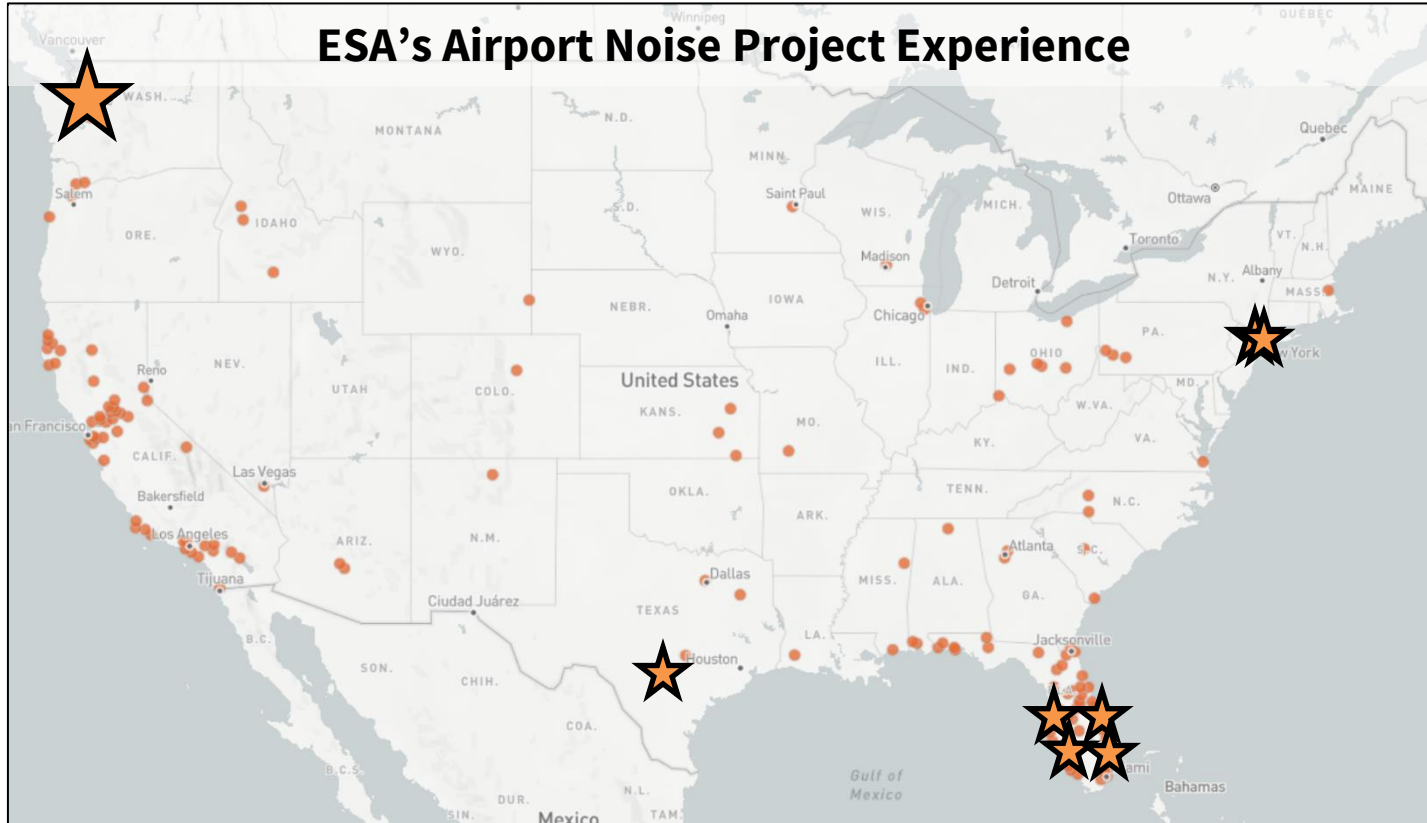 Winnipeg
QUÉBEC
ESA's Airport Noise Project Experience
Vancouver
WASH.
MONTANA
N.D.
Quebec
MINN.
Saint Paul
Ottawa
MAINE
Salem
S.D.
WIS.
MICH.
IDAHO
ORE.
WYO.
Toronto
VT.
N.H.
Madison
N.Y.
Albany
Detroit
MASS.
NEBR.
IOWA
Omaha
Chicago
PA.
OHIO
w York
Reno
NEV.
ILL.
IND.
UTAH
COLO.
United States
MD.
KANS.
MO.
W.VA.
an Francisco
KY.
VA.
CALIF.
Las Vegas
Bakersfield
OKLA.
TENN.
N.C.
ARK.
Los Angeles
ARIZ.
N.M.
Atlanta
S.C.
Tijuana
Dallas
MISS.
ALA.
Ciudad Juárez
TEXAS
GA.
B.C.
LA.
Jacksonville
SON.
Houston
CHIH.
COA.
B.C.S.
Gulf of
Mexico
ami
Bahamas
N.L.
DUR.
SIN.
Mexico
TAM.